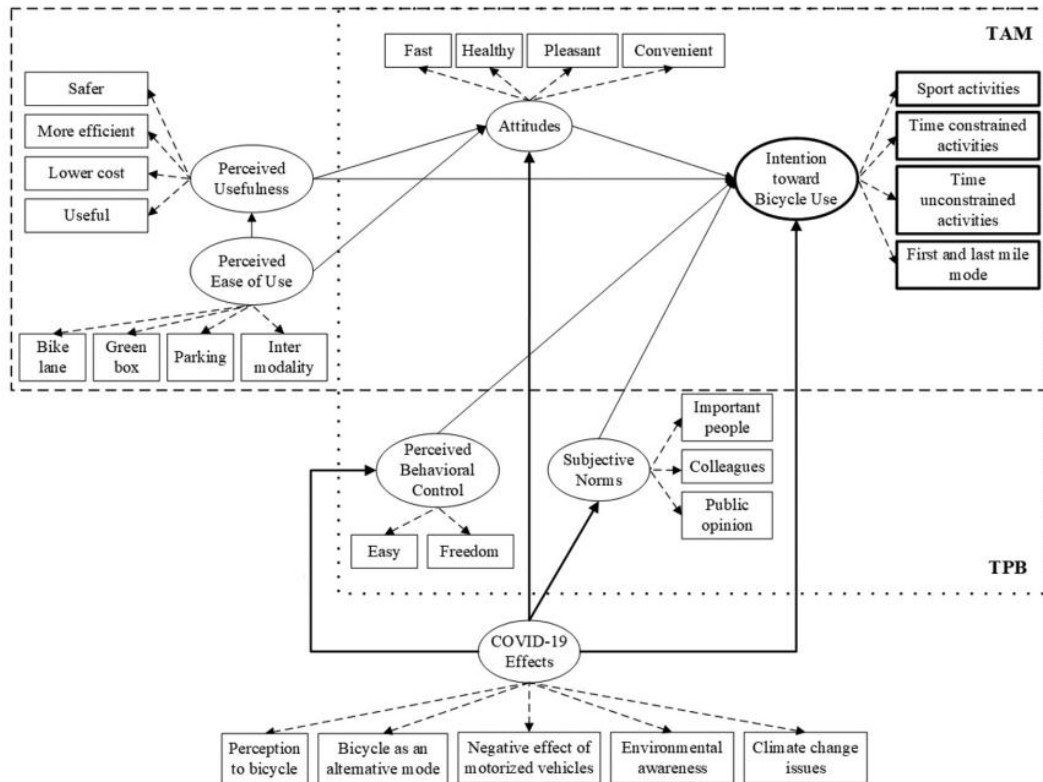 TAM
Fast
Healthy
Pleasant
Convenient
Safer
More efficient
Lower cost
Useful
Perceived
Usefulness
Attitudes
Intention
toward
Bicycle Use
Sport activities
Time constrained
activities
Time
unconstrained
activities
First and last mile
mode
Perceived
Ease of Use
Bike
lane
Green
box
Parking
Inter
modality
Perceived
Behavioral
Control
Easy
Freedom
Subjective
Norms
Important
people
Colleagues
Public
opinion
TPB
COVID-19
Effects
Perception
to bicycle
Bicycle as an
alternative mode
Negative effect of
motorized vehicles
Environmental
awareness
Climate change
issues